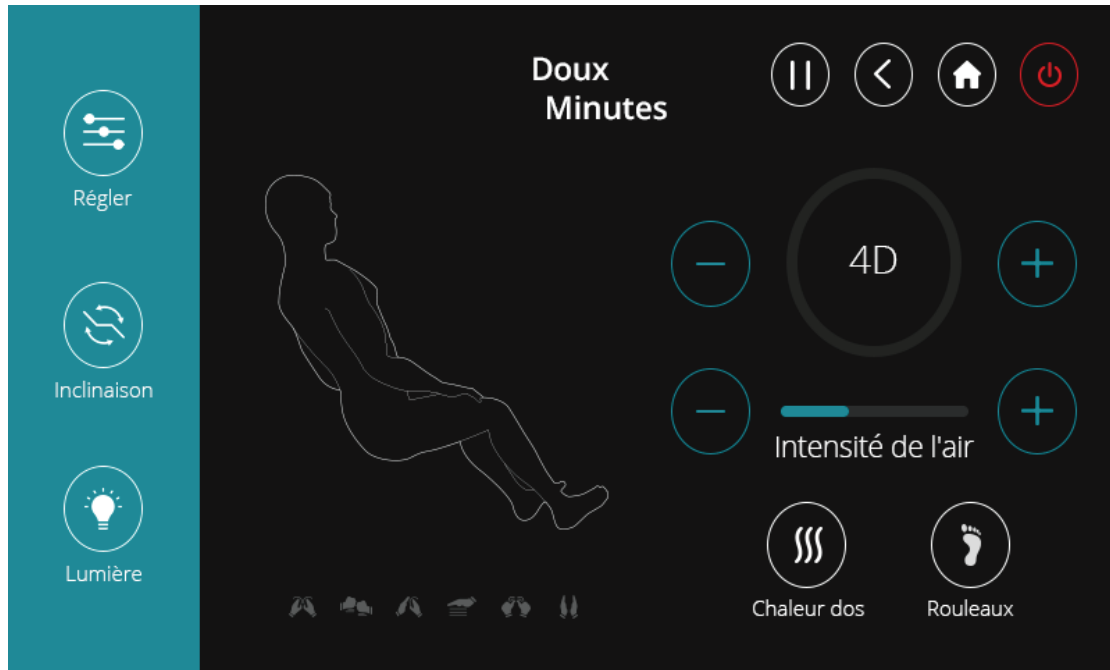 Doux
Minutes
Régler
4D
Inclinaison
Intensité de l'air
Lumière
Chaleur dos
Rouleaux